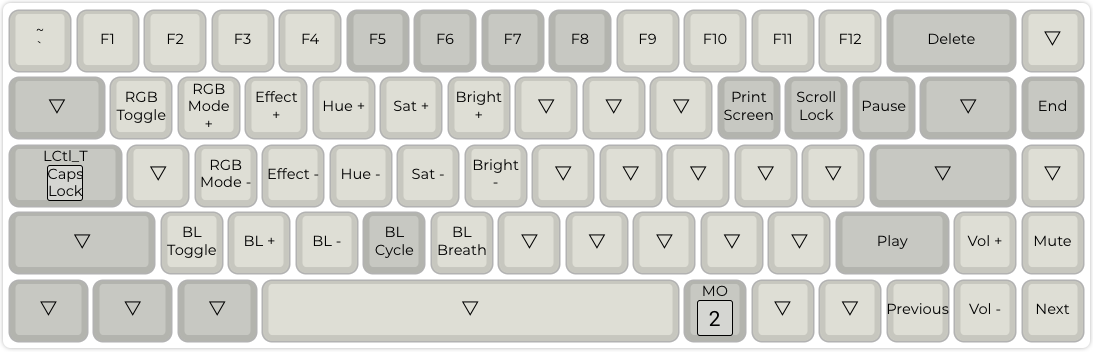 ~
`
F1
F2
F3
F4
F5
F6
F7
F8
F9
F10
F11
F12
Delete
▽
▽
RGB
Toggle
RGB
Mode
+
Effect
+
Hue +
Sat +
Bright
+
▽
▽
▽
Print
Screen
Scroll
Lock
Pause
▽
End
LCtl_T
Caps
Lock
▽
RGB
Mode -
Effect -
Hue -
Sat -
Bright
-
▽
▽
▽
▽
▽
▽
▽
▽
BL
Toggle
BL +
BL -
BL
Cycle
BL
Breath
▽
▽
▽
▽
▽
Play
Vol +
Mute
▽
▽
▽
▽
MO
2
▽
▽
Previous
Vol -
Next